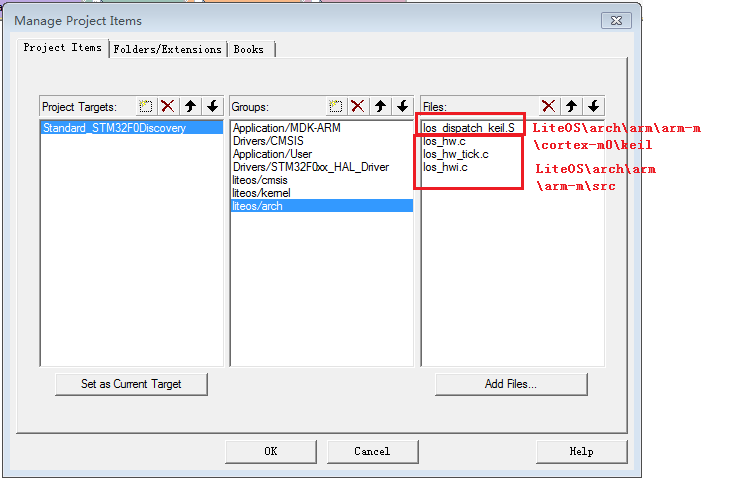 Manage Project Items
Project Items
Folders/Extensions
Books
Project Targets:
Groups:
Files:
Standard_STM32F0Discovery
Application/MDK-ARM
Drivers/CMSIS
Application/User
Drivers/STM32F0xx_HAL_Driver
liteos/cmsis
liteos/kernel
liteos/arch
los_dispatch_keil.S
los_hw.c
los_hw_tick.c
los_hwi.c
LiteOS\arch\arm\arm-m
\cortex-m0\keil
LiteOS\arch\arm
\arm-m\src
Set as Current Target
Add Files...
OK
Cancel
Help